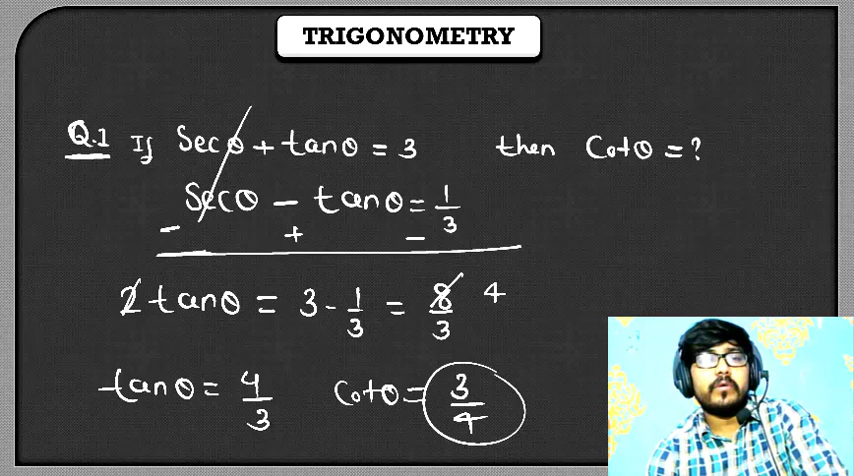 TRIGONOMETRY
Q.1 If Secθ + tanθ = 3 then Cotθ = ?
Secθ - tanθ = 1/3
- + -
2tanθ = 3 - 1/3 = 8/3 4
tanθ = 4/3 Cotθ = 3/4